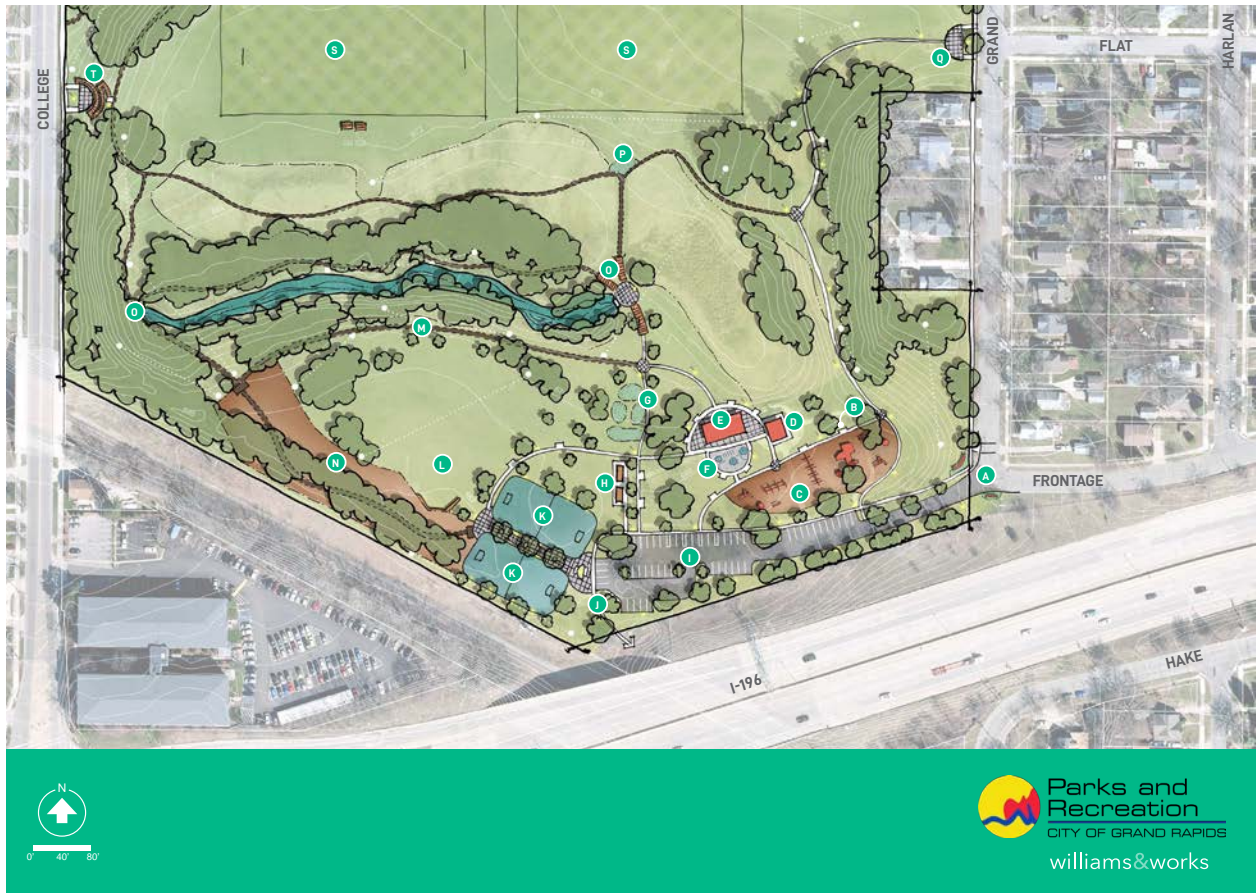 S
S
Q
GRAND
FLAT
HARLAN
T
COLLEGE
P
O
O
M
G
E
D
B
F
L
N
H
C
A
FRONTAGE
K
I
K
J
I-196
HAKE
N
0' 40' 80'
Parks and
Recreation
CITY OF GRAND RAPIDS
williams&works